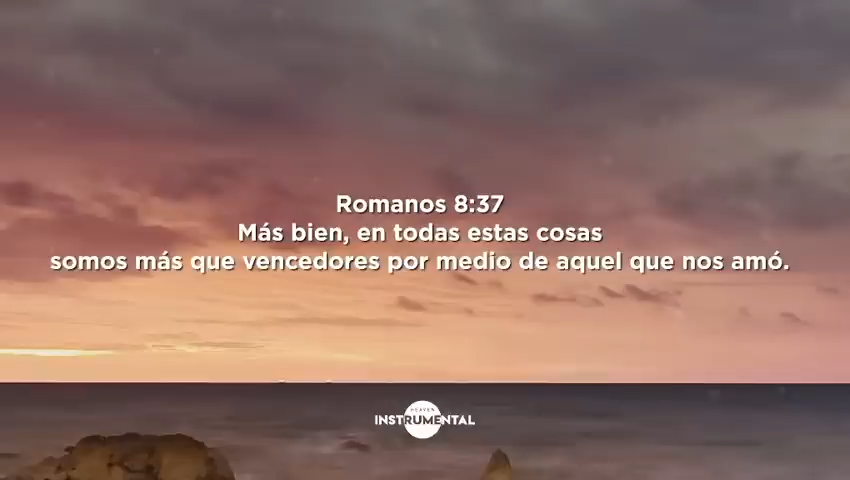 Romanos 8:37
Más bien, en todas estas cosas
somos más que vencedores por medio de aquel que nos amó.
HEAVEN
INSTRUMENTAL